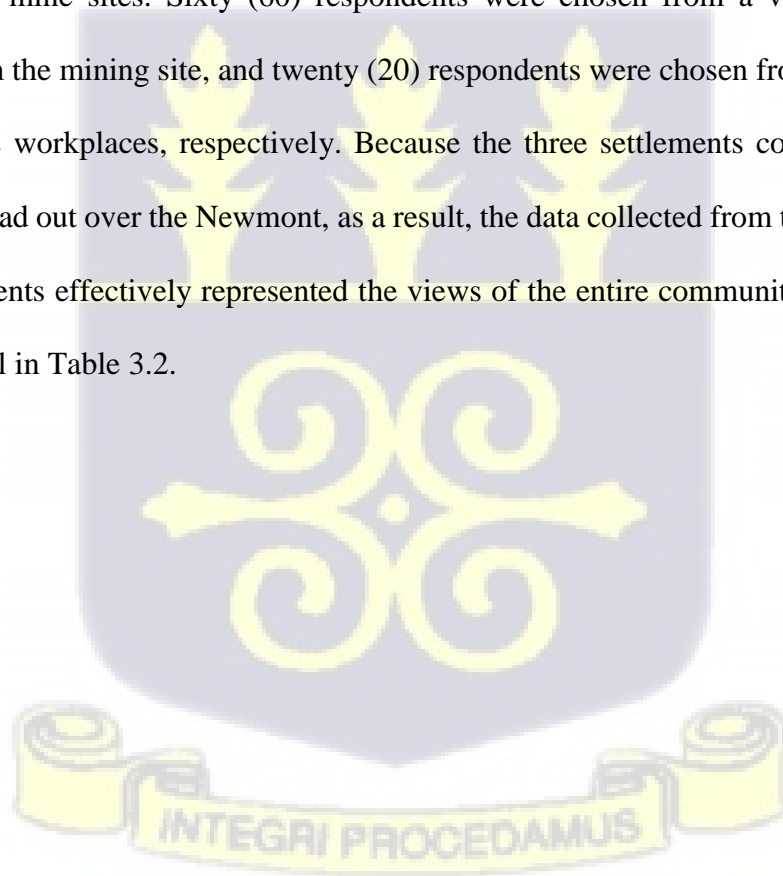 mine sites. Sixty (60) respondents were chosen from a v
the mining site, and twenty (20) respondents were chosen fro
workplaces, respectively. Because the three settlements co
ad out over the Newmont, as a result, the data collected from t
ents effectively represented the views of the entire communit
l in Table 3.2.
INTEGRI PROCEDAMUS